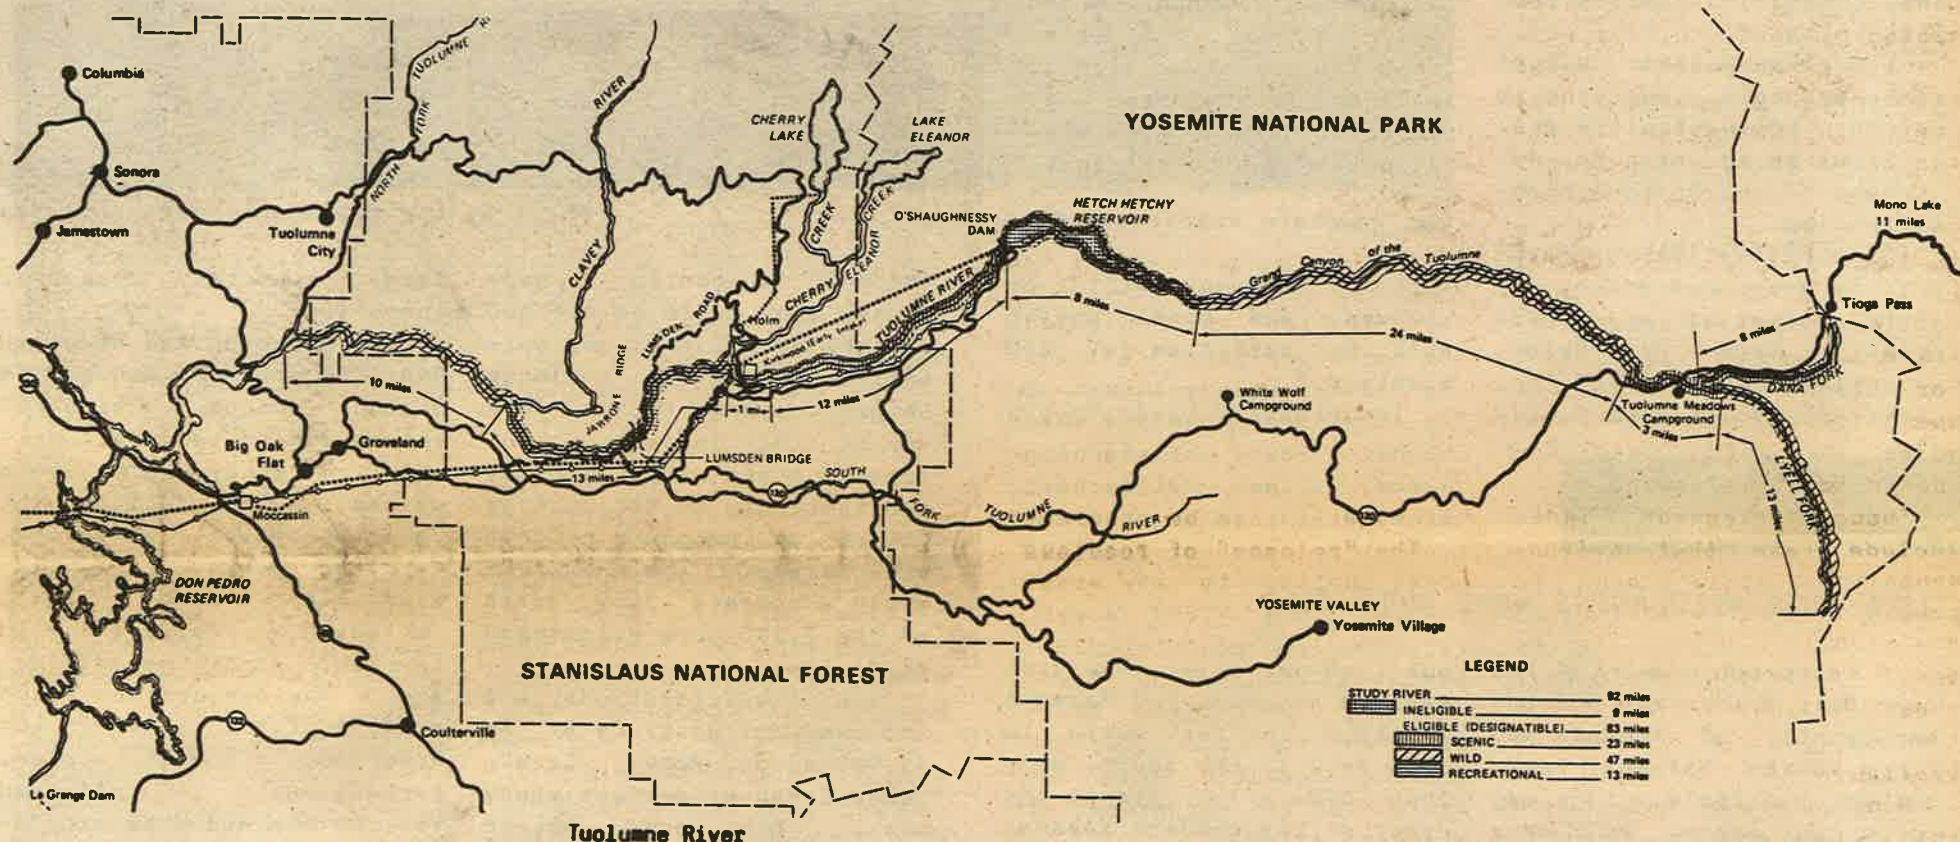 Columbia
Sonora
Jamestown
Tuolumne
City
NORTH
FORK
TUOLUMNE
CLAVEY
RIVER
CHERRY
LAKE
LAKE
ELEANOR
YOSEMITE NATIONAL PARK
CREEK
CHERRY
ELEANOR
CREEK
O'SHAUGHNESSY
DAM
HETCH HETCHY
RESERVOIR
Mono Lake
11 miles
Grand Canyon of the Tuolumne
TUOLUMNE RIVER
Tioga Pass
8 miles
8 miles
24 miles
LUMSDEN ROAD
Holm
RIDGE
10 miles
1 mi
12 miles
DANA FORK
White Wolf
Campground
Tuolumne Meadows
Campground
3 miles
Big Oak
Flat
Groveland
LUMSDEN BRIDGE
13 miles
120
SOUTH
FORK
TUOLUMNE
RIVER
120
LYELL FORK
13 miles
Moccasin
DON PEDRO
RESERVOIR
YOSEMITE VALLEY
Yosemite Village
STANISLAUS NATIONAL FOREST
132
Coulterville
La Grange Dam
LEGEND
STUDY RIVER 92 miles
INELIGIBLE 9 miles
ELIGIBLE (DESIGNATIBLE) 83 miles
SCENIC 23 miles
WILD 47 miles
RECREATIONAL 13 miles
Tuolumne River